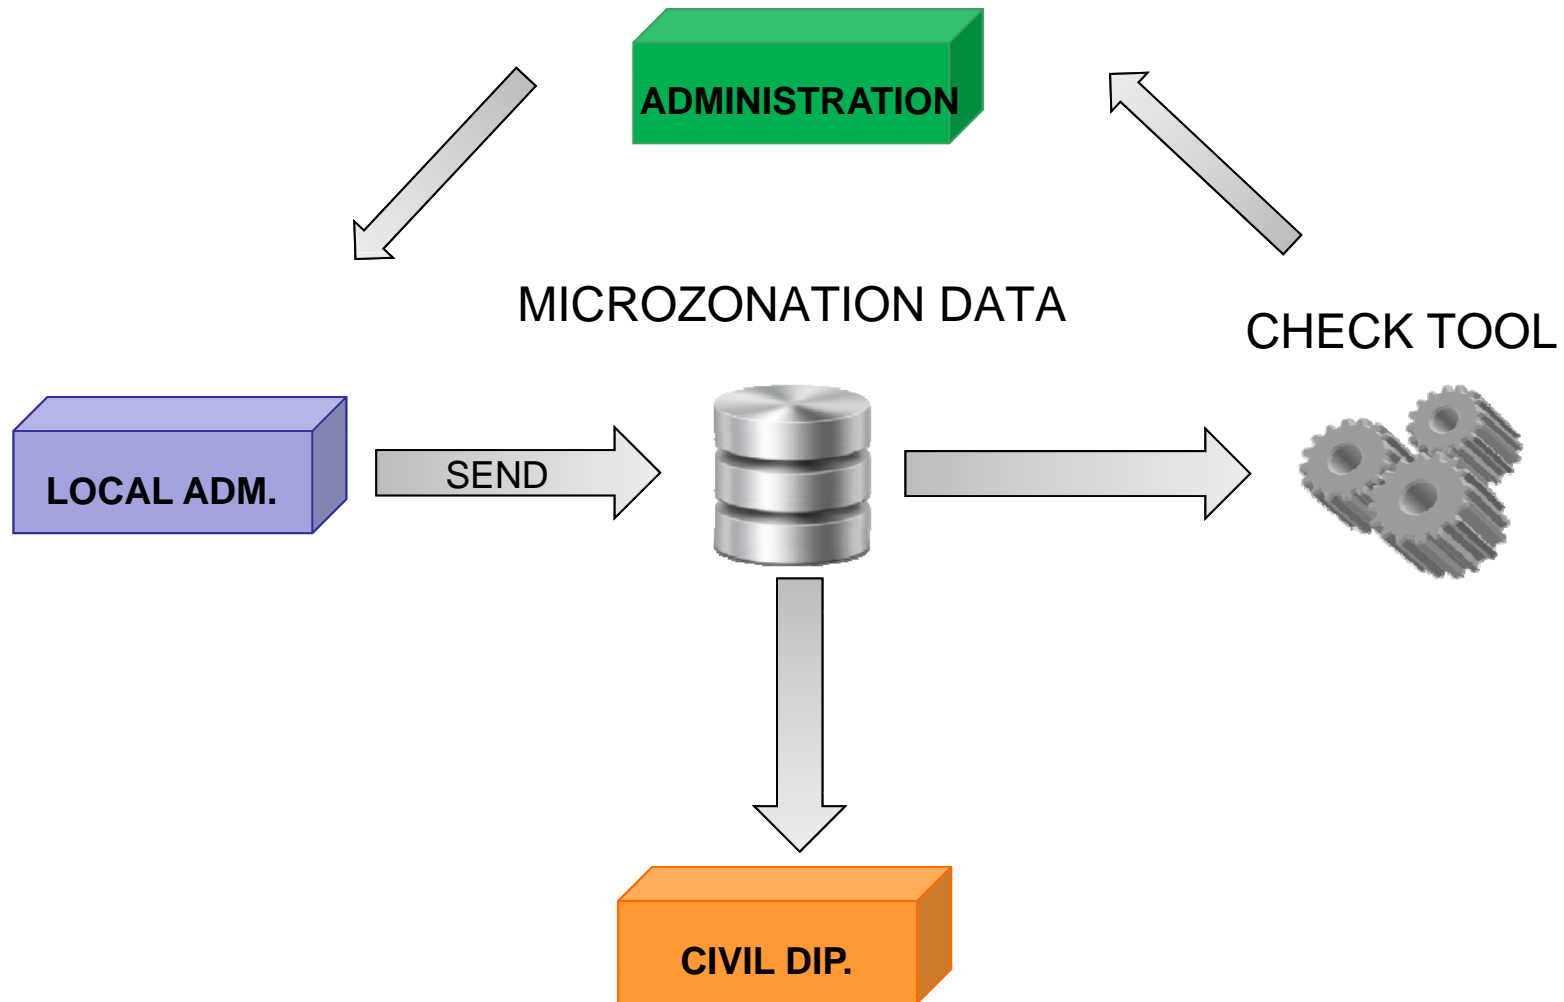 ADMINISTRATION
MICROZONATION DATA
CHECK TOOL
LOCAL ADM.
SEND
CIVIL DIP.